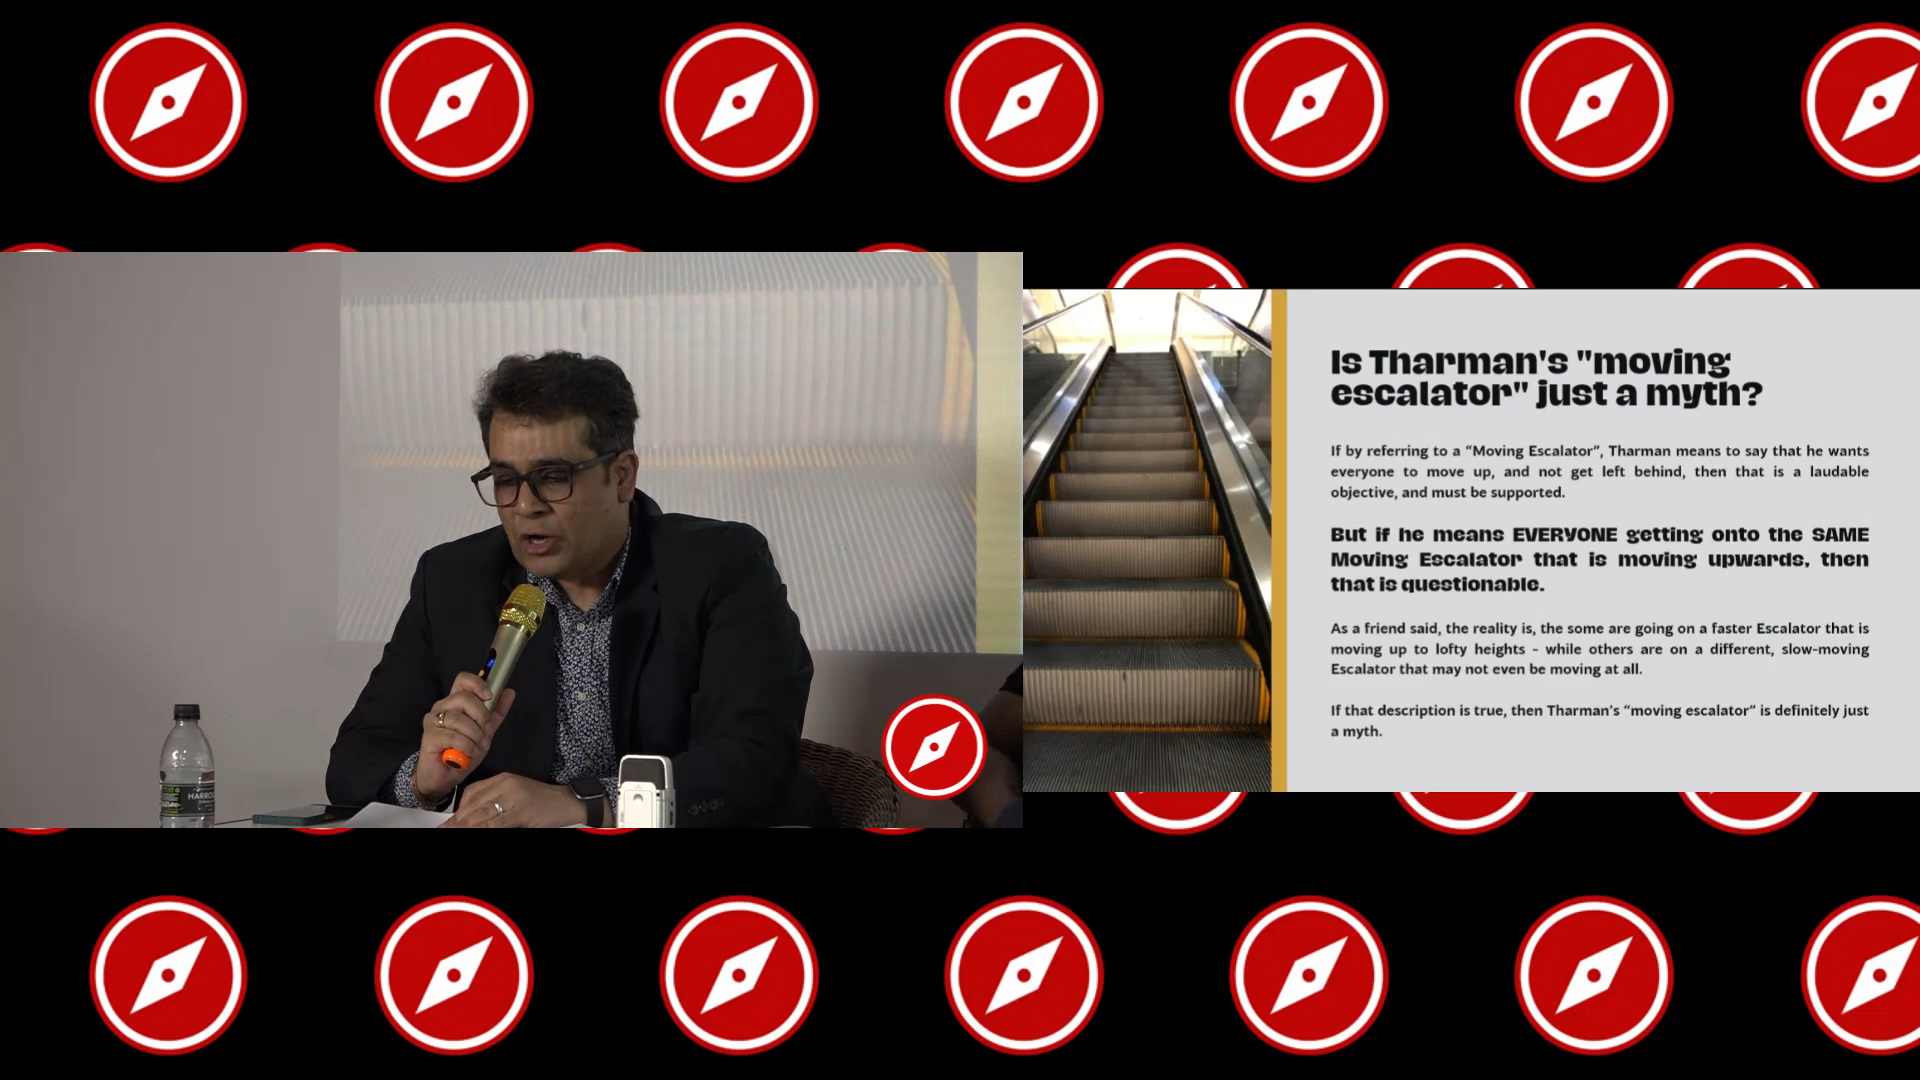 Is Tharman's "moving
escalator" just a myth?
If by referring to a “Moving Escalator”, Tharman means to say that he wants
everyone to move up, and not get left behind, then that is a laudable
objective, and must be supported.
But if he means EVERYONE getting onto the SAME
Moving Escalator that is moving upwards, then
that is questionable.
As a friend said, the reality is, the some are going on a faster Escalator that is
moving up to lofty heights - while others are on a different, slow-moving
Escalator that may not even be moving at all.
If that description is true, then Tharman’s “moving escalator” is definitely just
a myth.